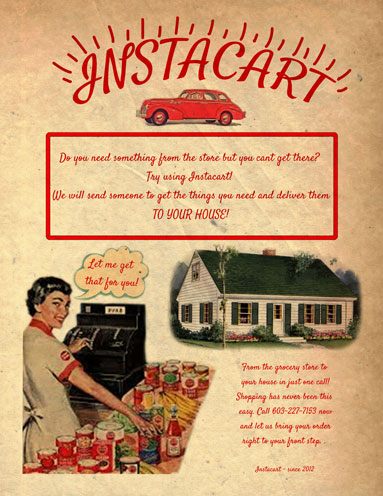 INSTACART
Do you need something from the store but you cant get there?
Try using Instacart!
We will send someone to get the things you need and deliver them
TO YOUR HOUSE!
Let me get
that for you!
From the grocery store to
your house in just one call!
Shopping has never been this
easy. Call 603-227-7153 now
and let us bring your order
right to your front step.
Instacart - since 2012